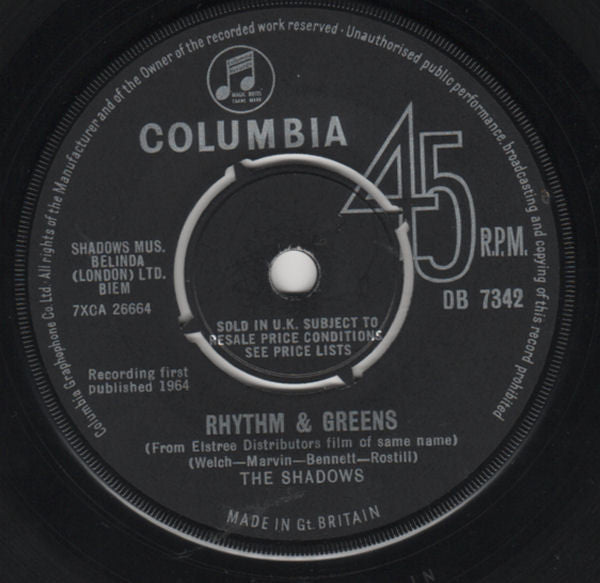 Columbia Graphophone Co. Ltd. · All rights of the Manufacturer and of the Owner of the recorded work reserved · Unauthorised public performance, broadcasting and copying of this record prohibited
MAGIC NOTES
TRADE MARK
COLUMBIA
45
R.P.M.
SHADOWS MUS.
BELINDA
(LONDON) LTD.
BIEM
7XCA 26664
DB 7342
SOLD IN U.K. SUBJECT TO
RESALE PRICE CONDITIONS,
SEE PRICE LISTS
Recording first
published 1964
RHYTHM & GREENS
(From Elstree Distributors film of same name)
(Welch—Marvin—Bennett—Rostill)
THE SHADOWS
MADE IN Gt. BRITAIN